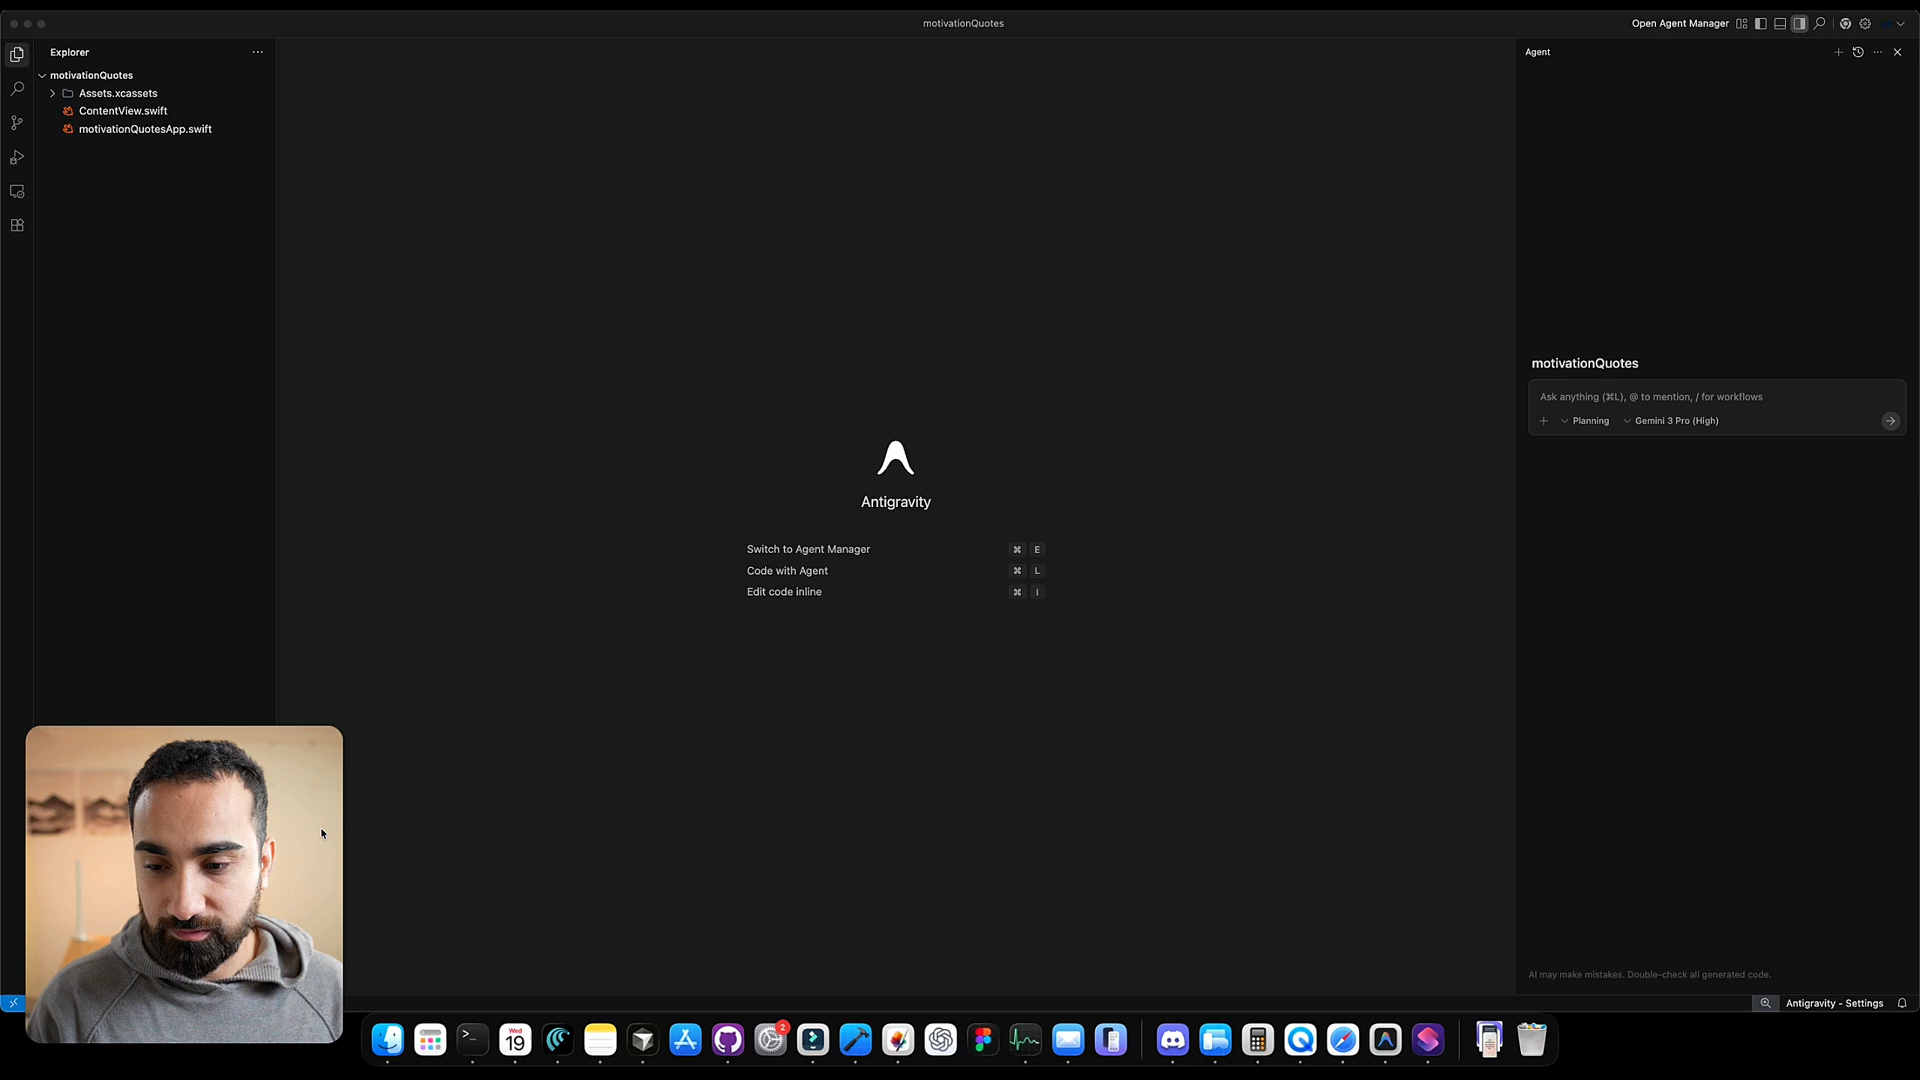 motivationQuotes
Open Agent Manager
Explorer
motivationQuotes
Assets.xcassets
ContentView.swift
motivationQuotesApp.swift
Antigravity
Switch to Agent Manager ⌘ E
Code with Agent ⌘ L
Edit code inline ⌘ I
Agent
motivationQuotes
Ask anything (⌘L), @ to mention, / for workflows
Planning Gemini 3 Pro (High)
AI may make mistakes. Double-check all generated code.
Antigravity - Settings
Wed
19
2